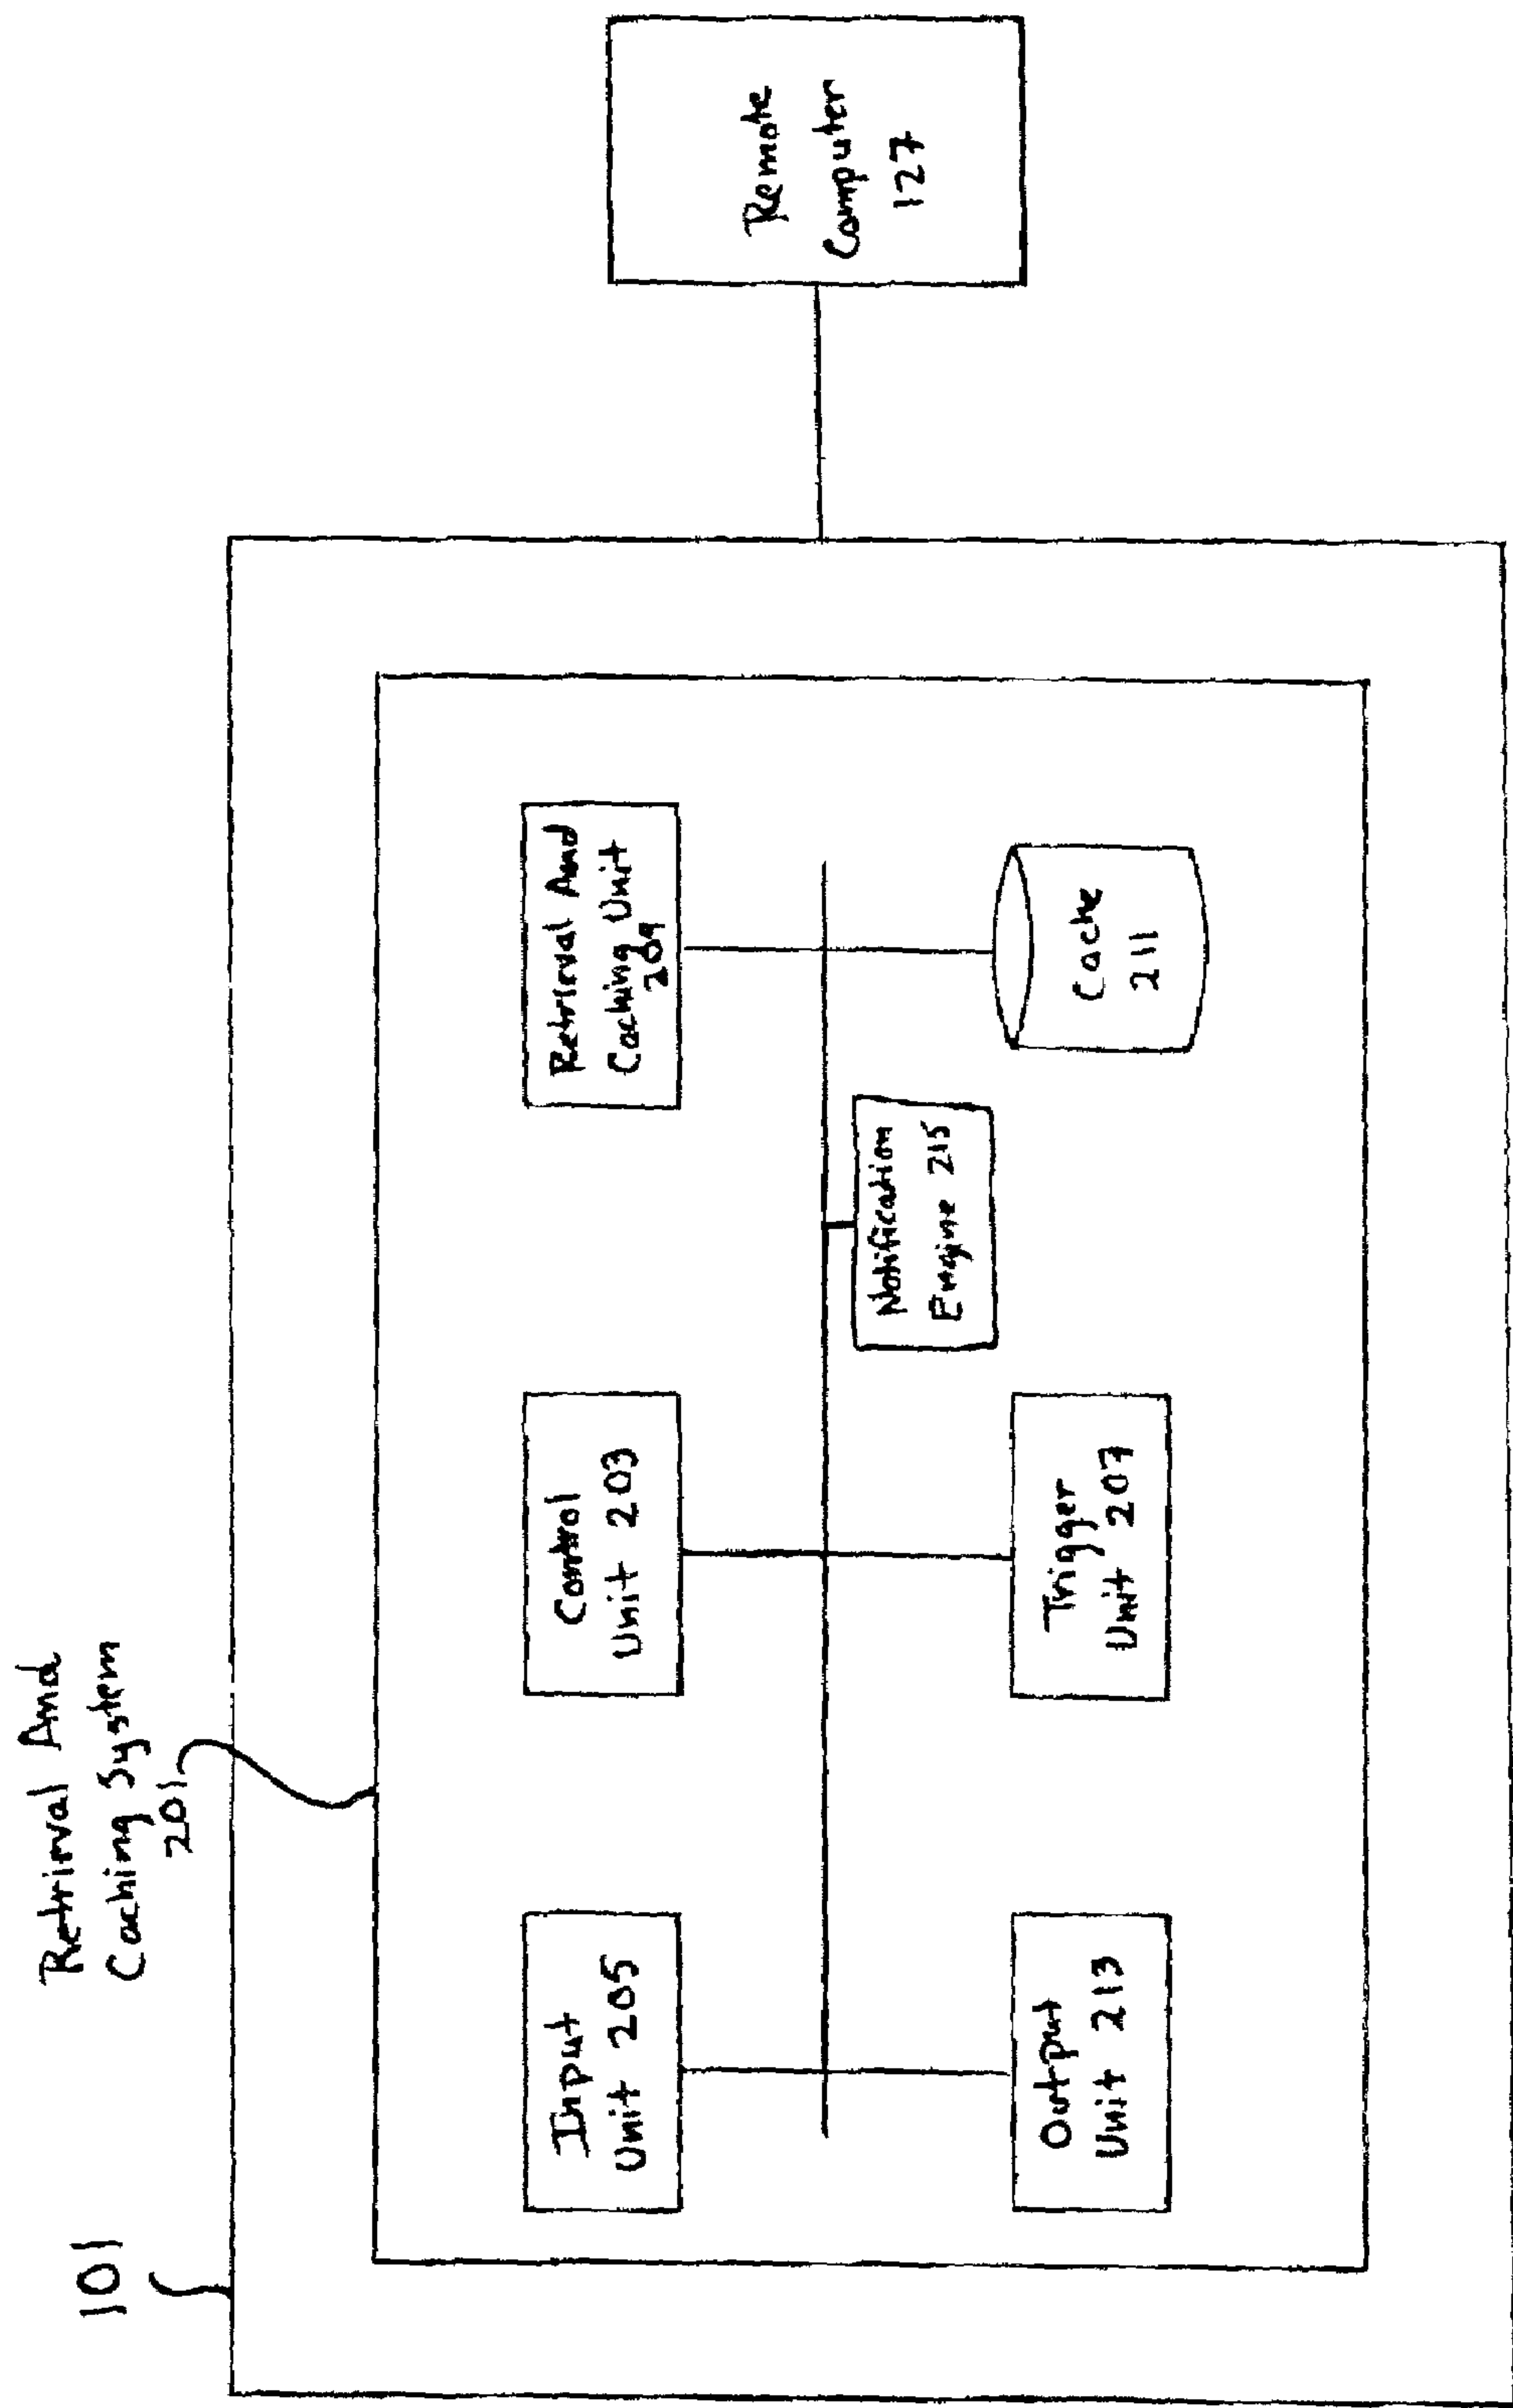 101
Retrieval And
Caching System
201
Input
Unit 205
Control
Unit 203
Retrieval And
Caching Unit
209
Output
Unit 213
Trigger
Unit 207
Notification
Engine 215
Cache
211
Remote
Computer
127